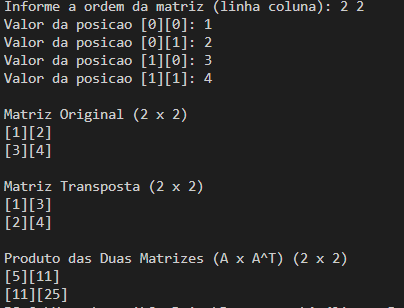 Informe a ordem da matriz (linha coluna): 2 2
Valor da posicao [0][0]: 1
Valor da posicao [0][1]: 2
Valor da posicao [1][0]: 3
Valor da posicao [1][1]: 4
Matriz Original (2 x 2)
[1][2]
[3][4]
Matriz Transposta (2 x 2)
[1][3]
[2][4]
Produto das Duas Matrizes (A x A^T) (2 x 2)
[5][11]
[11][25]